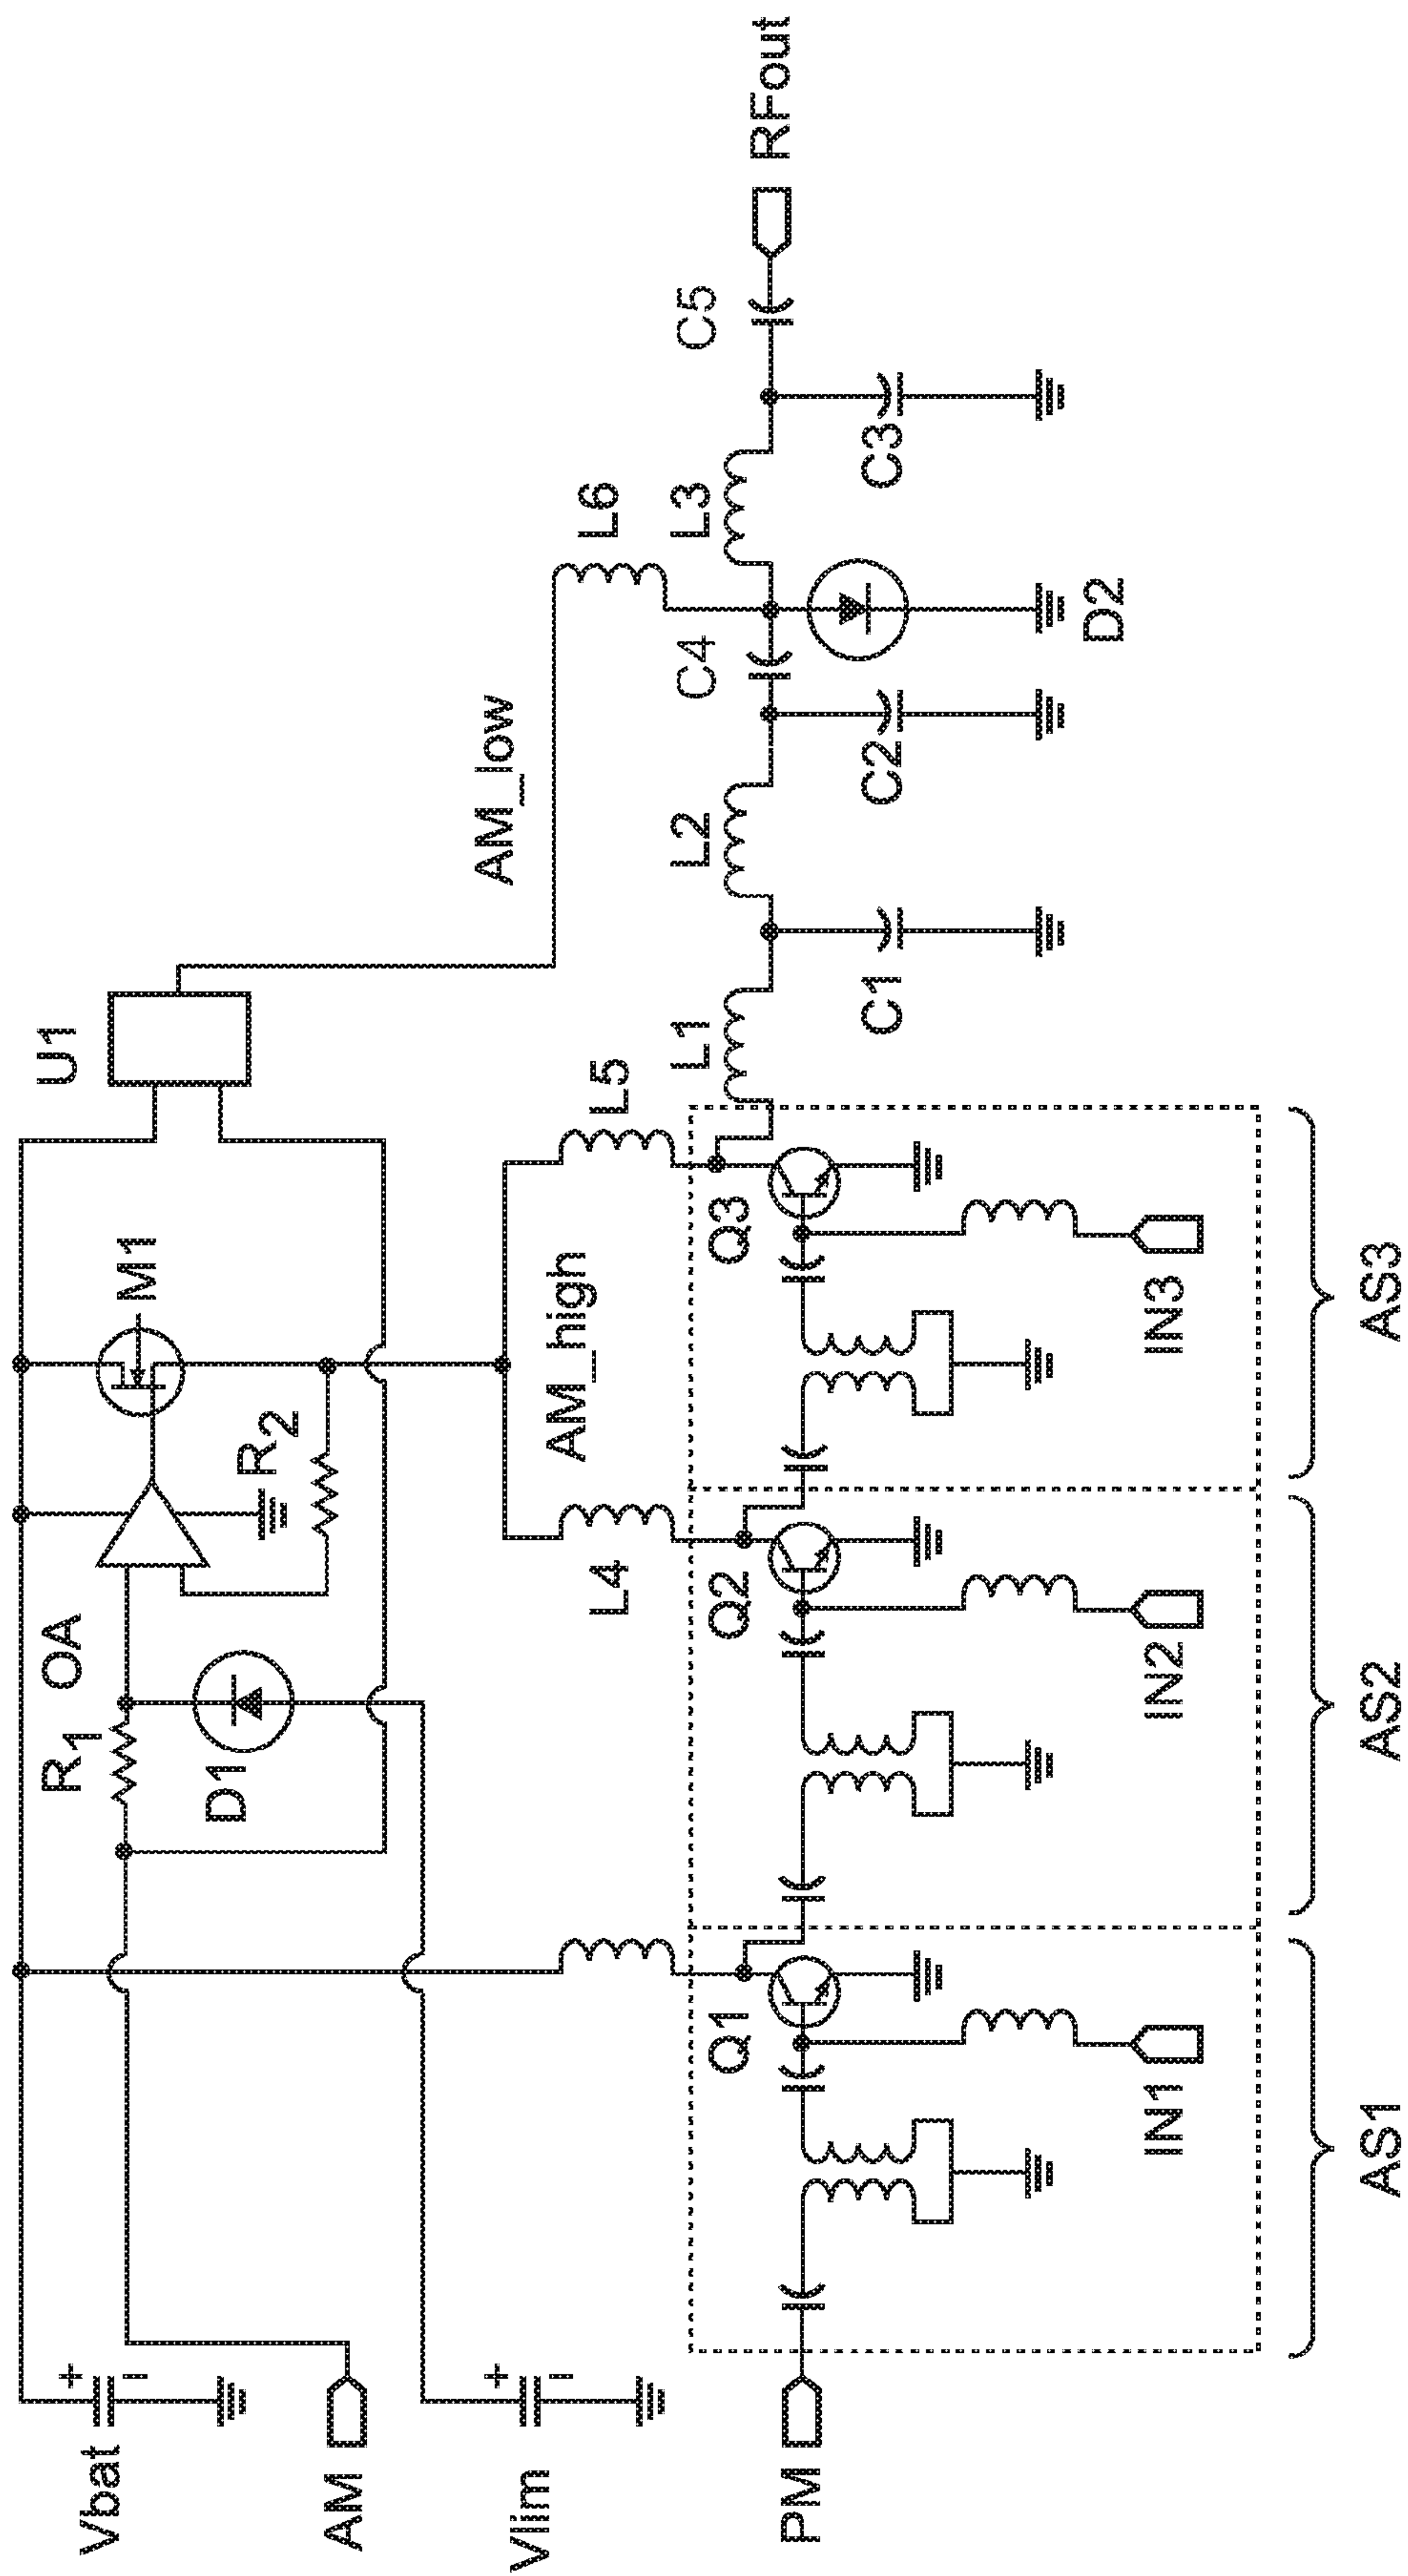 Vbat
+
−
AM
Vlim
+
−
PM
R1
OA
D1
R2
M1
U1
AM_low
AM_high
L4
L5
L6
Q1
Q2
Q3
L1
L2
C4
L3
C5
RFout
C1
C2
C3
D2
IN1
IN2
IN3
AS1
AS2
AS3